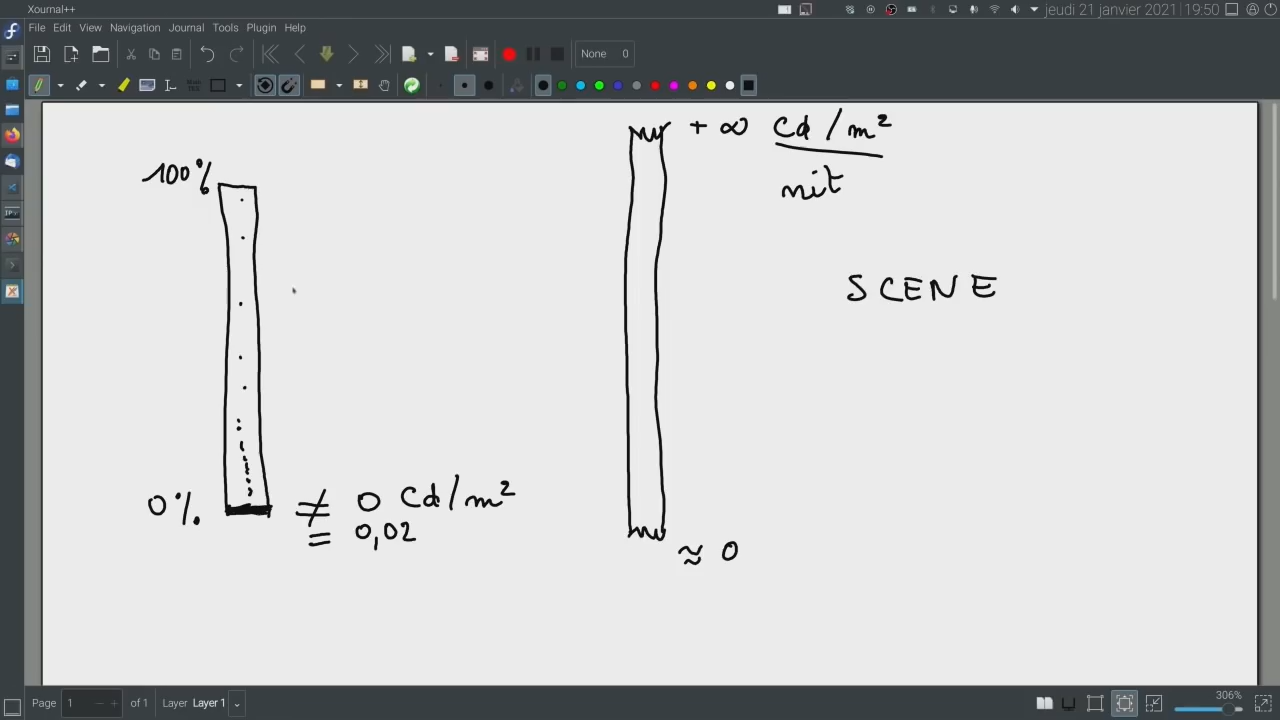 Xournal++
jeudi 21 janvier 2021 | 19:50
File Edit View Navigation Journal Tools Plugin Help
None 0
+ ∞ Cd/m²
nit
100%
SCENE
0%. ≠ 0 Cd/m²
= 0,02
≈ 0
Page 1 of 1 Layer Layer 1
306%